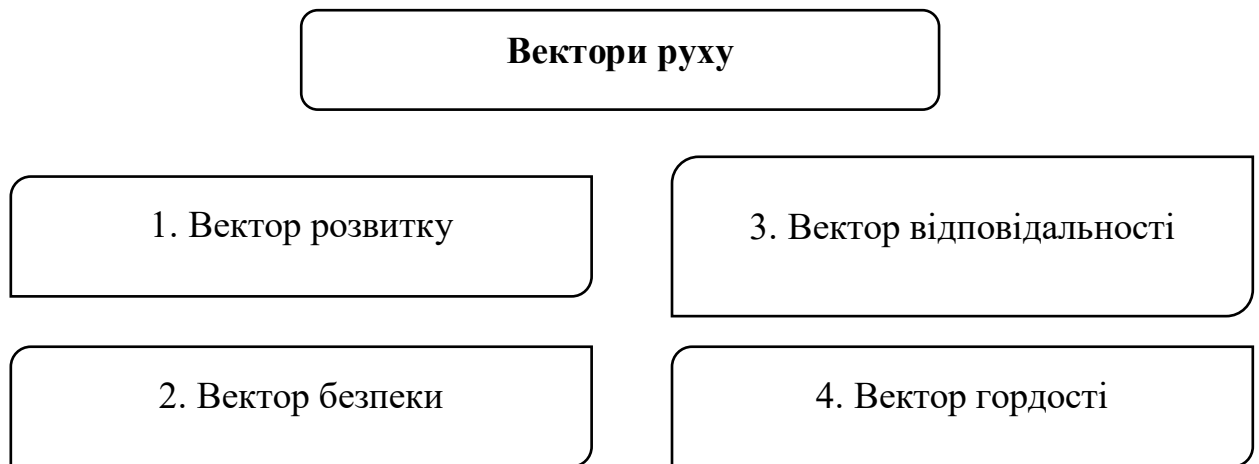 Вектори руху
1. Вектор розвитку
2. Вектор безпеки
3. Вектор відповідальності
4. Вектор гордості